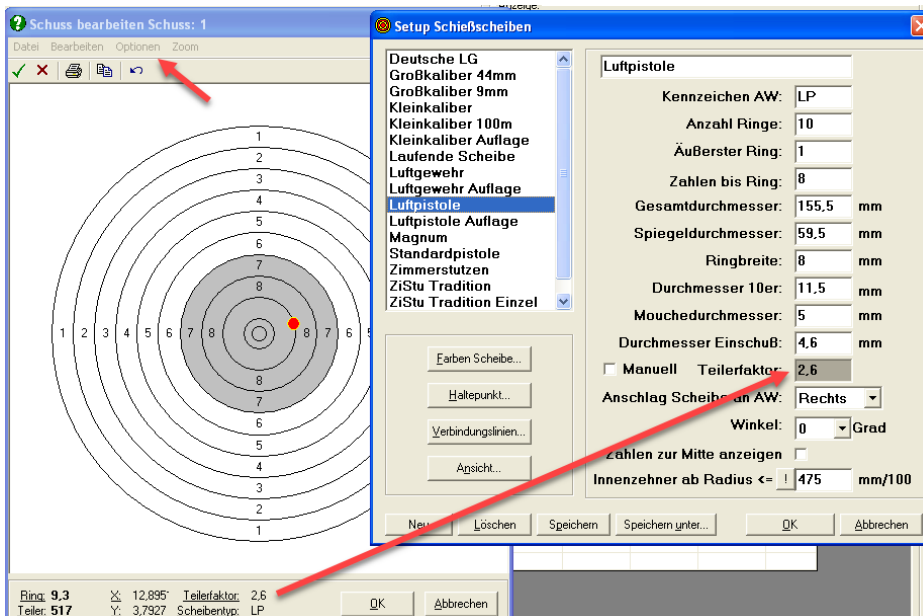 Anzeige:
Schuss bearbeiten Schuss: 1
Datei Bearbeiten Optionen Zoom
1
2
3
4
5
6
7
8
1 2 3 4 5 6 7 8 8 7 6
8
7
6
5
4
3
2
1
Ring: 9,3 X: 12,895 Teilerfaktor: 2,6
Teiler: 517 Y: 3,7927 Scheibentyp: LP
OK Abbrechen
Setup Schießscheiben
Deutsche LG
Großkaliber 44mm
Großkaliber 9mm
Kleinkaliber
Kleinkaliber 100m
Kleinkaliber Auflage
Laufende Scheibe
Luftgewehr
Luftgewehr Auflage
Luftpistole
Luftpistole Auflage
Magnum
Standardpistole
Zimmerstutzen
ZiStu Tradition
ZiStu Tradition Einzel
Farben Scheibe...
Haltepunkt...
Verbindungslinien...
Ansicht...
Luftpistole
Kennzeichen AW: LP
Anzahl Ringe: 10
Äußerster Ring: 1
Zahlen bis Ring: 8
Gesamtdurchmesser: 155,5 mm
Spiegeldurchmesser: 59,5 mm
Ringbreite: 8 mm
Durchmesser 10er: 11,5 mm
Mouchedurchmesser: 5 mm
Durchmesser Einschuß: 4,6 mm
Manuell Teilerfaktor: 2,6
Anschlag Scheibe an AW: Rechts
Winkel: 0 Grad
Zahlen zur Mitte anzeigen
Innenzehner ab Radius <= ! 475 mm/100
Neu Löschen Speichern Speichern unter... OK Abbrechen